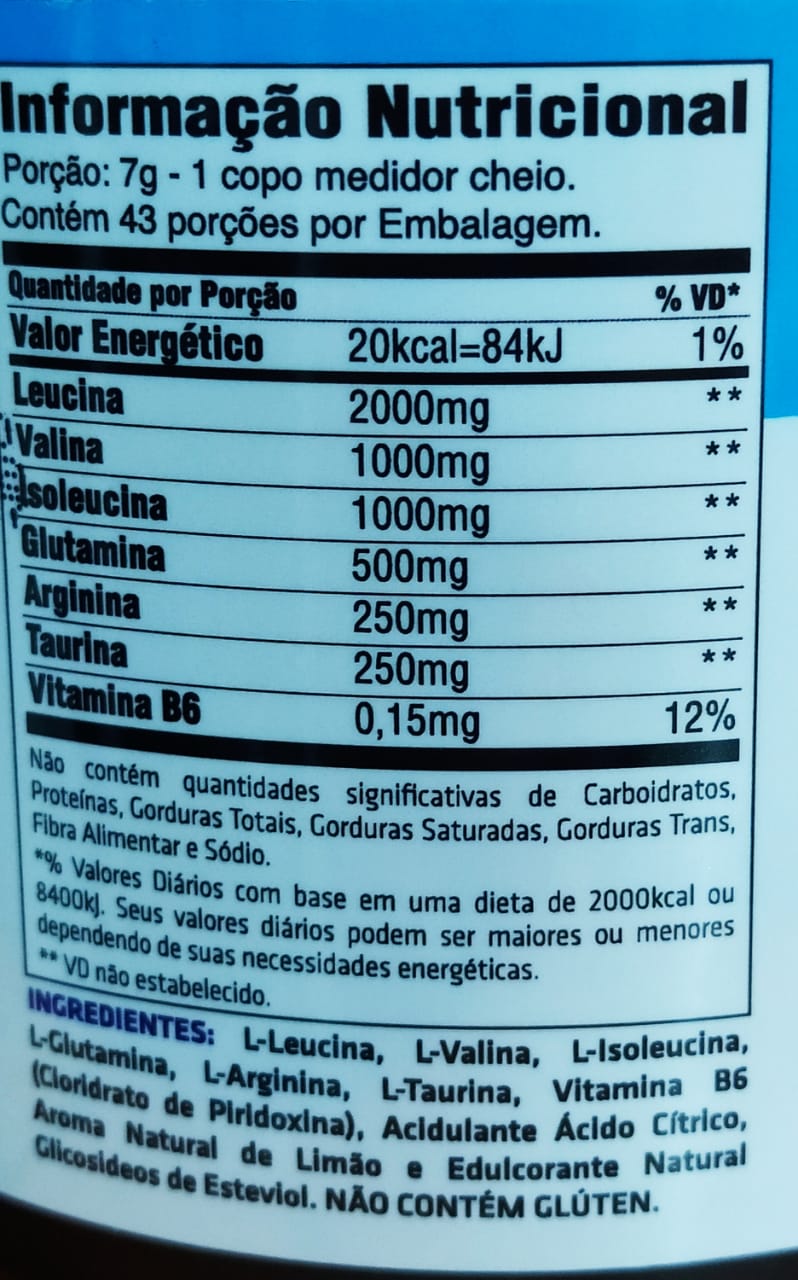 Informação Nutricional
Porção: 7g - 1 copo medidor cheio.
Contém 43 porções por Embalagem.
Quantidade por Porção % VD*
Valor Energético 20kcal=84kJ 1%
Leucina 2000mg **
Valina 1000mg **
Isoleucina 1000mg **
Glutamina 500mg **
Arginina 250mg **
Taurina 250mg **
Vitamina B6 0,15mg 12%
Não contém quantidades significativas de Carboidratos,
Proteínas, Gorduras Totais, Gorduras Saturadas, Gorduras Trans,
Fibra Alimentar e Sódio.
*% Valores Diários com base em uma dieta de 2000kcal ou
8400kJ. Seus valores diários podem ser maiores ou menores
dependendo de suas necessidades energéticas.
** VD não estabelecido.
INGREDIENTES: L-Leucina, L-Valina, L-Isoleucina,
L-Glutamina, L-Arginina, L-Taurina, Vitamina B6
(Cloridrato de Piridoxina), Acidulante Ácido Cítrico,
Aroma Natural de Limão e Edulcorante Natural
Glicosideos de Esteviol. NÃO CONTÉM GLÚTEN.